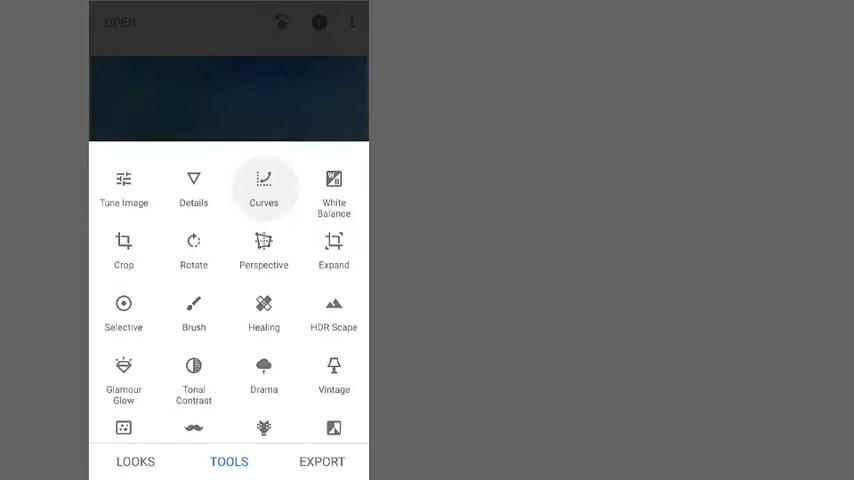 OPEN
Tune Image
Details
Curves
White
Balance
Crop
Rotate
Perspective
Expand
Selective
Brush
Healing
HDR Scape
Glamour
Glow
Tonal
Contrast
Drama
Vintage
LOOKS
TOOLS
EXPORT